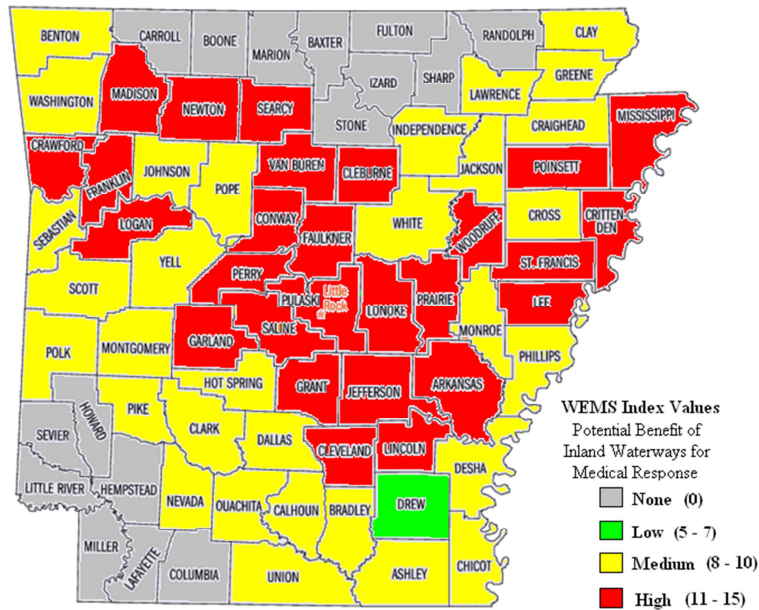 BENTON
CARROLL
BOONE
MARION
BAXTER
FULTON
RANDOLPH
CLAY
IZARD
SHARP
GREENE
LAWRENCE
WASHINGTON
MADISON
NEWTON
SEARCY
STONE
INDEPENDENCE
CRAIGHEAD
MISSISSIPPI
CRAWFORD
FRANKLIN
JOHNSON
POPE
VAN BUREN
CLEBURNE
JACKSON
POINSETT
SEBASTIAN
LOGAN
CONWAY
FAULKNER
WHITE
WOODRUFF
CROSS
CRITTEN-
DEN
YELL
PERRY
ST. FRANCIS
SCOTT
PULASKI
Little
Rock
LONOKE
PRAIRIE
LEE
SALINE
GARLAND
MONROE
POLK
MONTGOMERY
PHILLIPS
HOT SPRING
GRANT
JEFFERSON
ARKANSAS
HOWARD
PIKE
CLARK
DALLAS
CLEVELAND
LINCOLN
SEVIER
DESHA
LITTLE RIVER
HEMPSTEAD
NEVADA
OUACHITA
CALHOUN
BRADLEY
DREW
MILLER
LAFAYETTE
COLUMBIA
UNION
ASHLEY
CHICOT
WEMS Index Values
Potential Benefit of
Inland Waterways for
Medical Response
None (0)
Low (5 - 7)
Medium (8 - 10)
High (11 - 15)